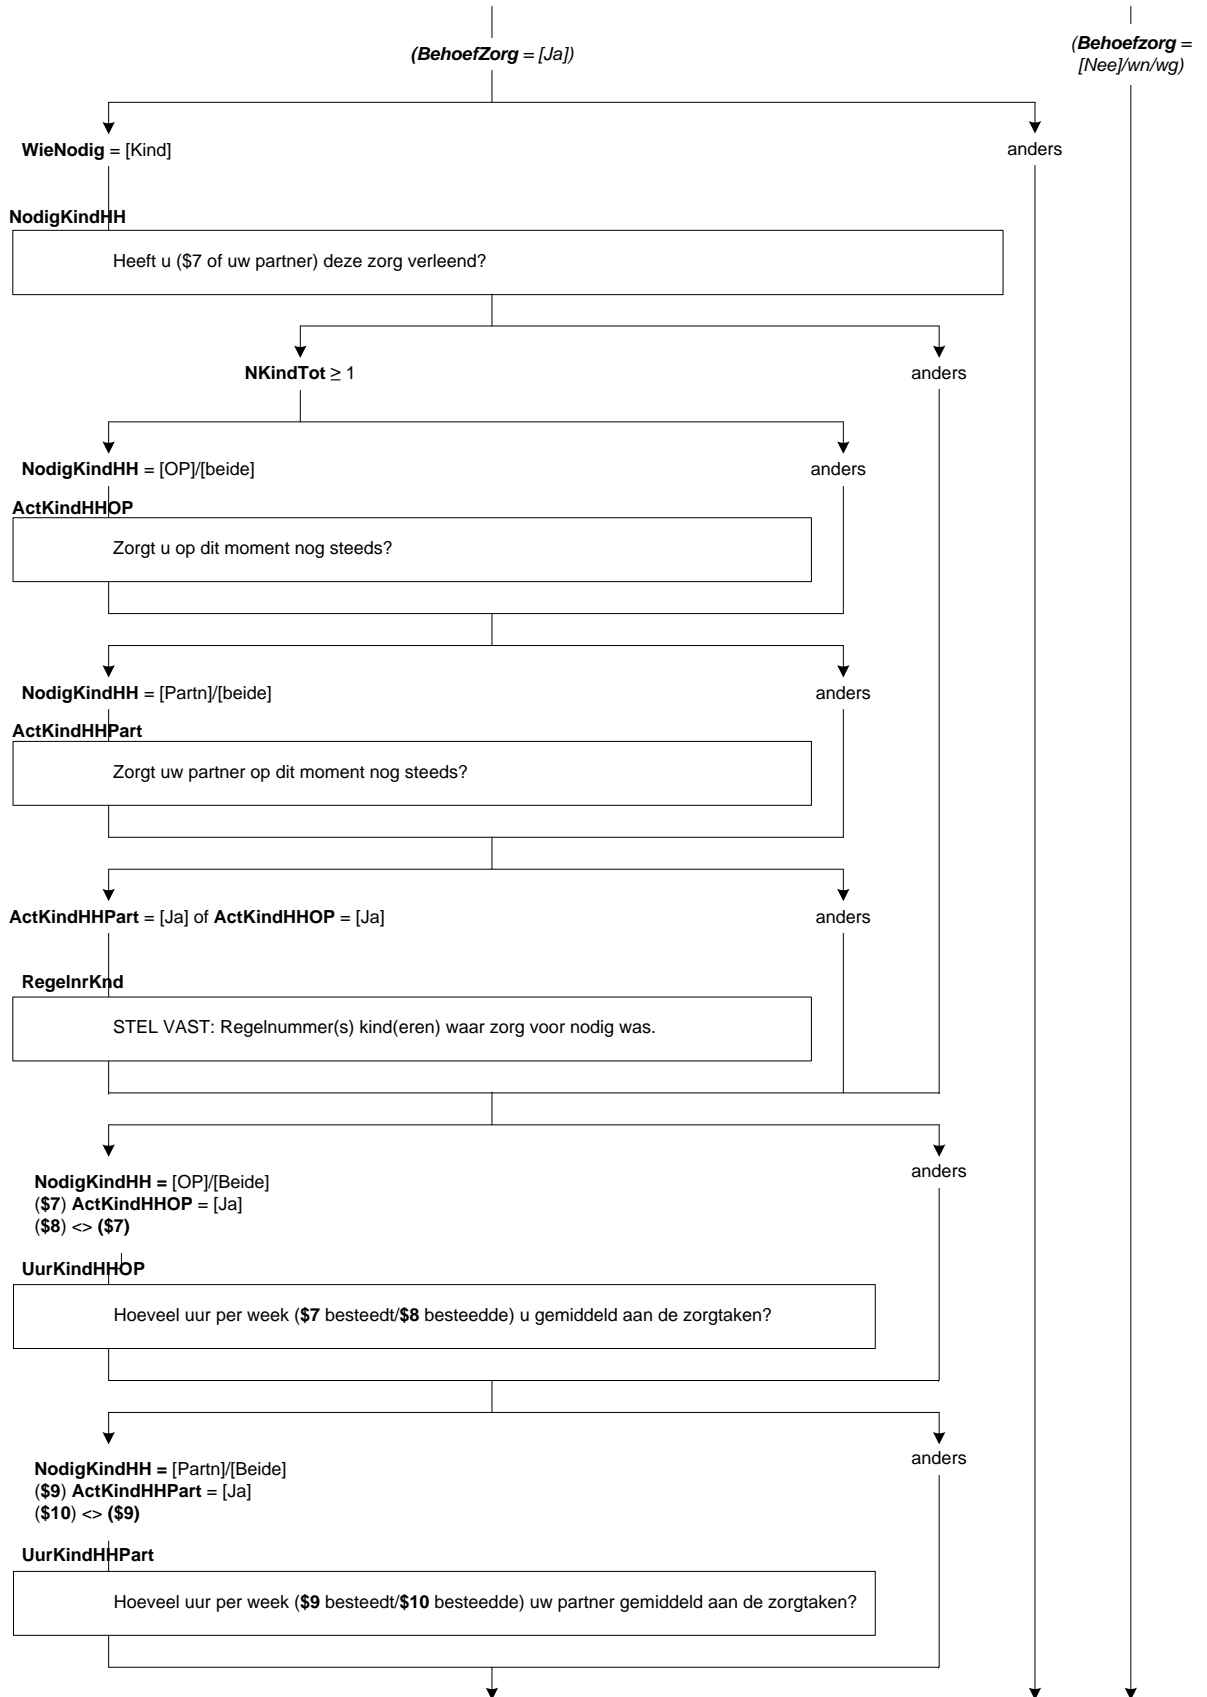 (BehoefZorg = [Ja])
(Behoefzorg =
[Nee]/wn/wg)
WieNodig = [Kind]
anders
NodigKindHH
Heeft u ($7 of uw partner) deze zorg verleend?
NKindTot ≥ 1
anders
NodigKindHH = [OP]/[beide]
anders
ActKindHHOP
Zorgt u op dit moment nog steeds?
NodigKindHH = [Partn]/[beide]
anders
ActKindHHPart
Zorgt uw partner op dit moment nog steeds?
ActKindHHPart = [Ja] of ActKindHHOP = [Ja]
anders
RegelnrKnd
STEL VAST: Regelnummer(s) kind(eren) waar zorg voor nodig was.
NodigKindHH = [OP]/[Beide]
anders
($7) ActKindHHOP = [Ja]
($8) <> ($7)
UurKindHHOP
Hoeveel uur per week ($7 besteedt/$8 besteedde) u gemiddeld aan de zorgtaken?
NodigKindHH = [Partn]/[Beide]
anders
($9) ActKindHHPart = [Ja]
($10) <> ($9)
UurKindHHPart
Hoeveel uur per week ($9 besteedt/$10 besteedde) uw partner gemiddeld aan de zorgtaken?